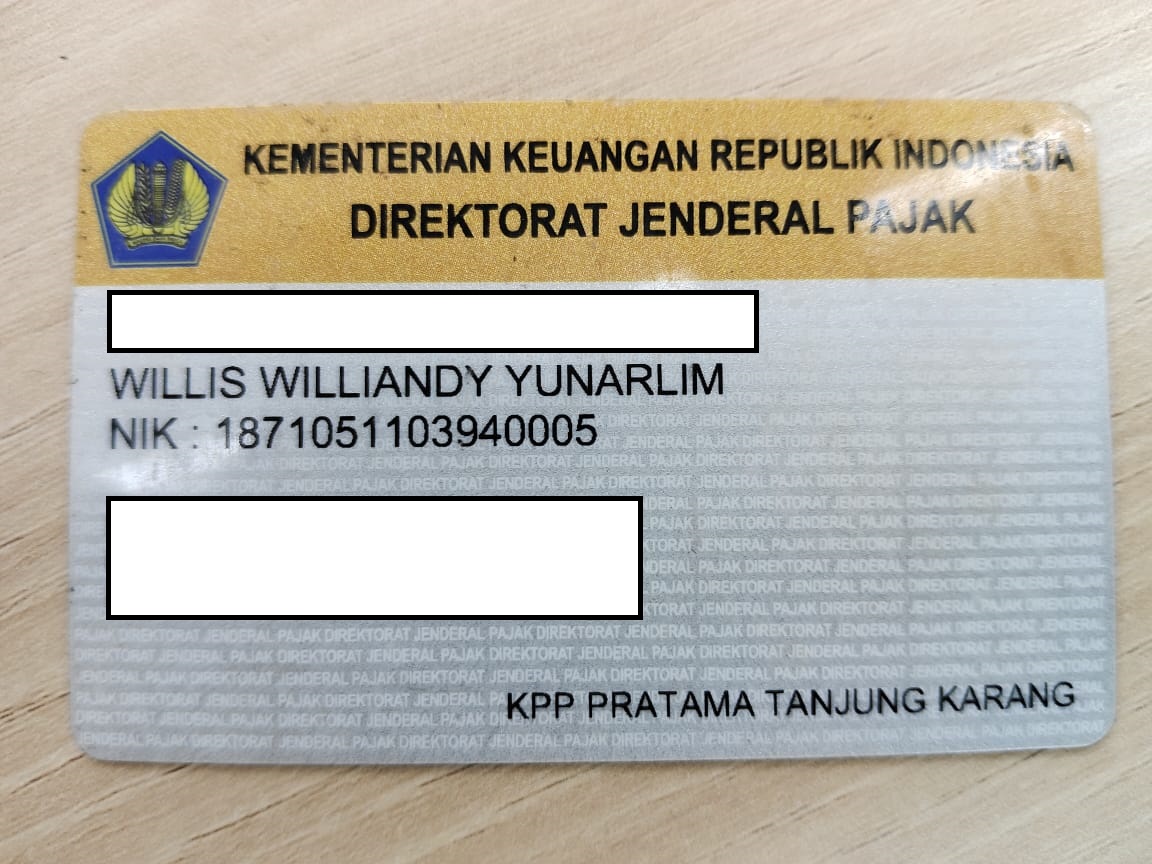 KEMENTERIAN KEUANGAN REPUBLIK INDONESIA
DIREKTORAT JENDERAL PAJAK
WILLIS WILLIANDY YUNARLIM
NIK : 1871051103940005
KPP PRATAMA TANJUNG KARANG